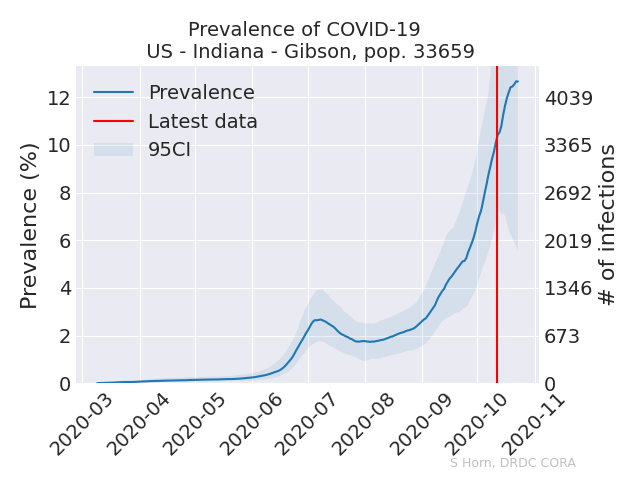 Prevalence of COVID-19
US - Indiana - Gibson, pop. 33659
Prevalence
Latest data
95CI
Prevalence (%)
12
10
8
6
4
2
0
4039
3365
2692
2019
1346
673
0
# of infections
2020-03
2020-04
2020-05
2020-06
2020-07
2020-08
2020-09
2020-10
2020-11
S Horn, DRDC CORA